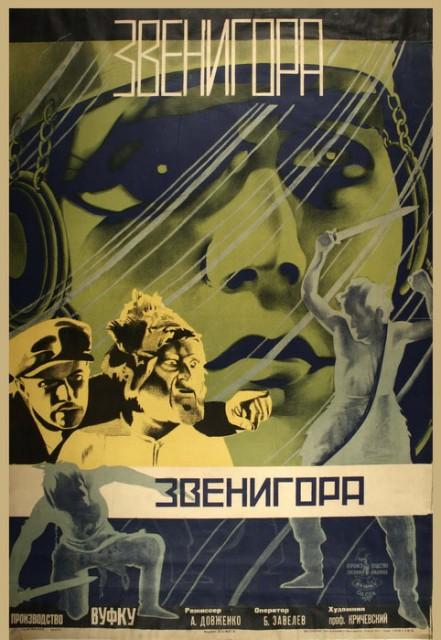 ЗВЕНИГОРА
ЗВЕНИГОРА
ПРОИЗВОДСТВО
ВУФКУ
Режиссер
А. ДОВЖЕНКО
Оператор
Б. ЗАВЕЛЕВ
Художник
проф. КРИЧЕВСКИЙ